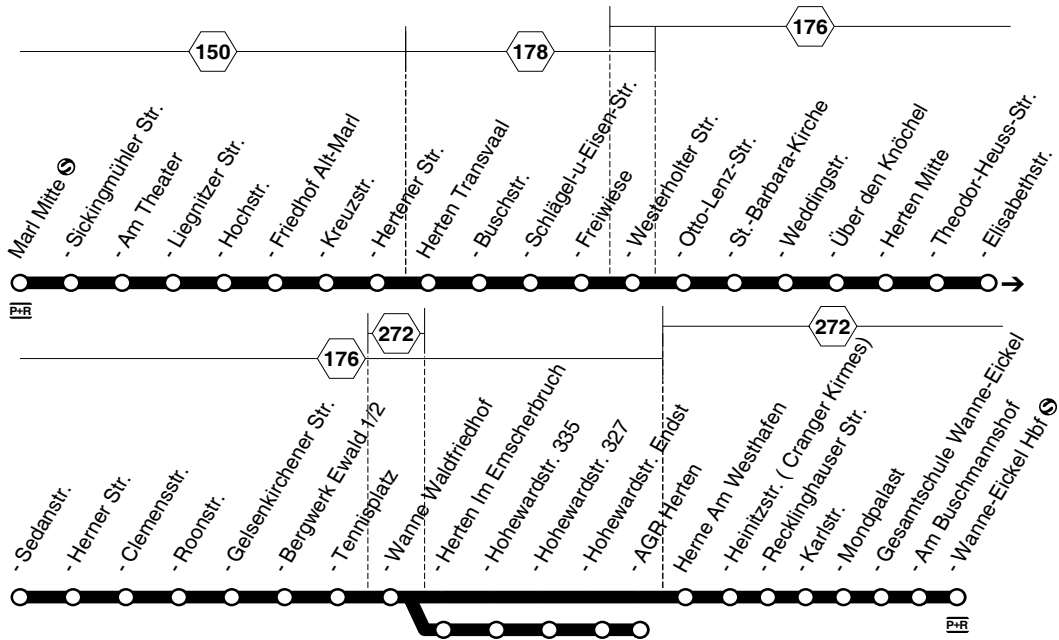 150
178
176
Marl Mitte Ⓢ
- Sickingmühler Str.
- Am Theater
- Liegnitzer Str.
- Hochstr.
- Friedhof Alt-Marl
- Kreuzstr.
- Hertener Str.
Herten Transvaal
- Buschstr.
- Schlägel-u-Eisen-Str.
- Freiwiese
- Westerholter Str.
- Otto-Lenz-Str.
- St.-Barbara-Kirche
- Weddingstr.
- Über den Knöchel
- Herten Mitte
- Theodor-Heuss-Str.
- Elisabethstr.
P+R
176
272
272
- Sedanstr.
- Herner Str.
- Clemensstr.
- Roonstr.
- Gelsenkirchener Str.
- Bergwerk Ewald 1/2
- Tennisplatz
- Wanne Waldfriedhof
- Herten Im Emscherbruch
- Hohewardstr. 335
- Hohewardstr. 327
- Hohewardstr. Endst
- AGR Herten
Herne Am Westhafen
- Heinitzstr. ( Cranger Kirmes)
- Recklinghauser Str.
- Karlstr.
- Mondpalast
- Gesamtschule Wanne-Eickel
- Am Buschmannshof
- Wanne-Eickel Hbf Ⓢ
P+R